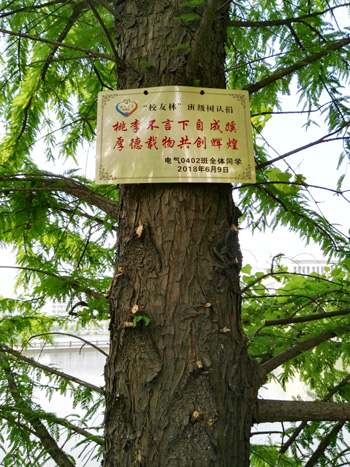 “校友林”班级树认捐
桃李不言下自成蹊
厚德载物共创辉煌
电气0402班全体同学
2018年6月9日